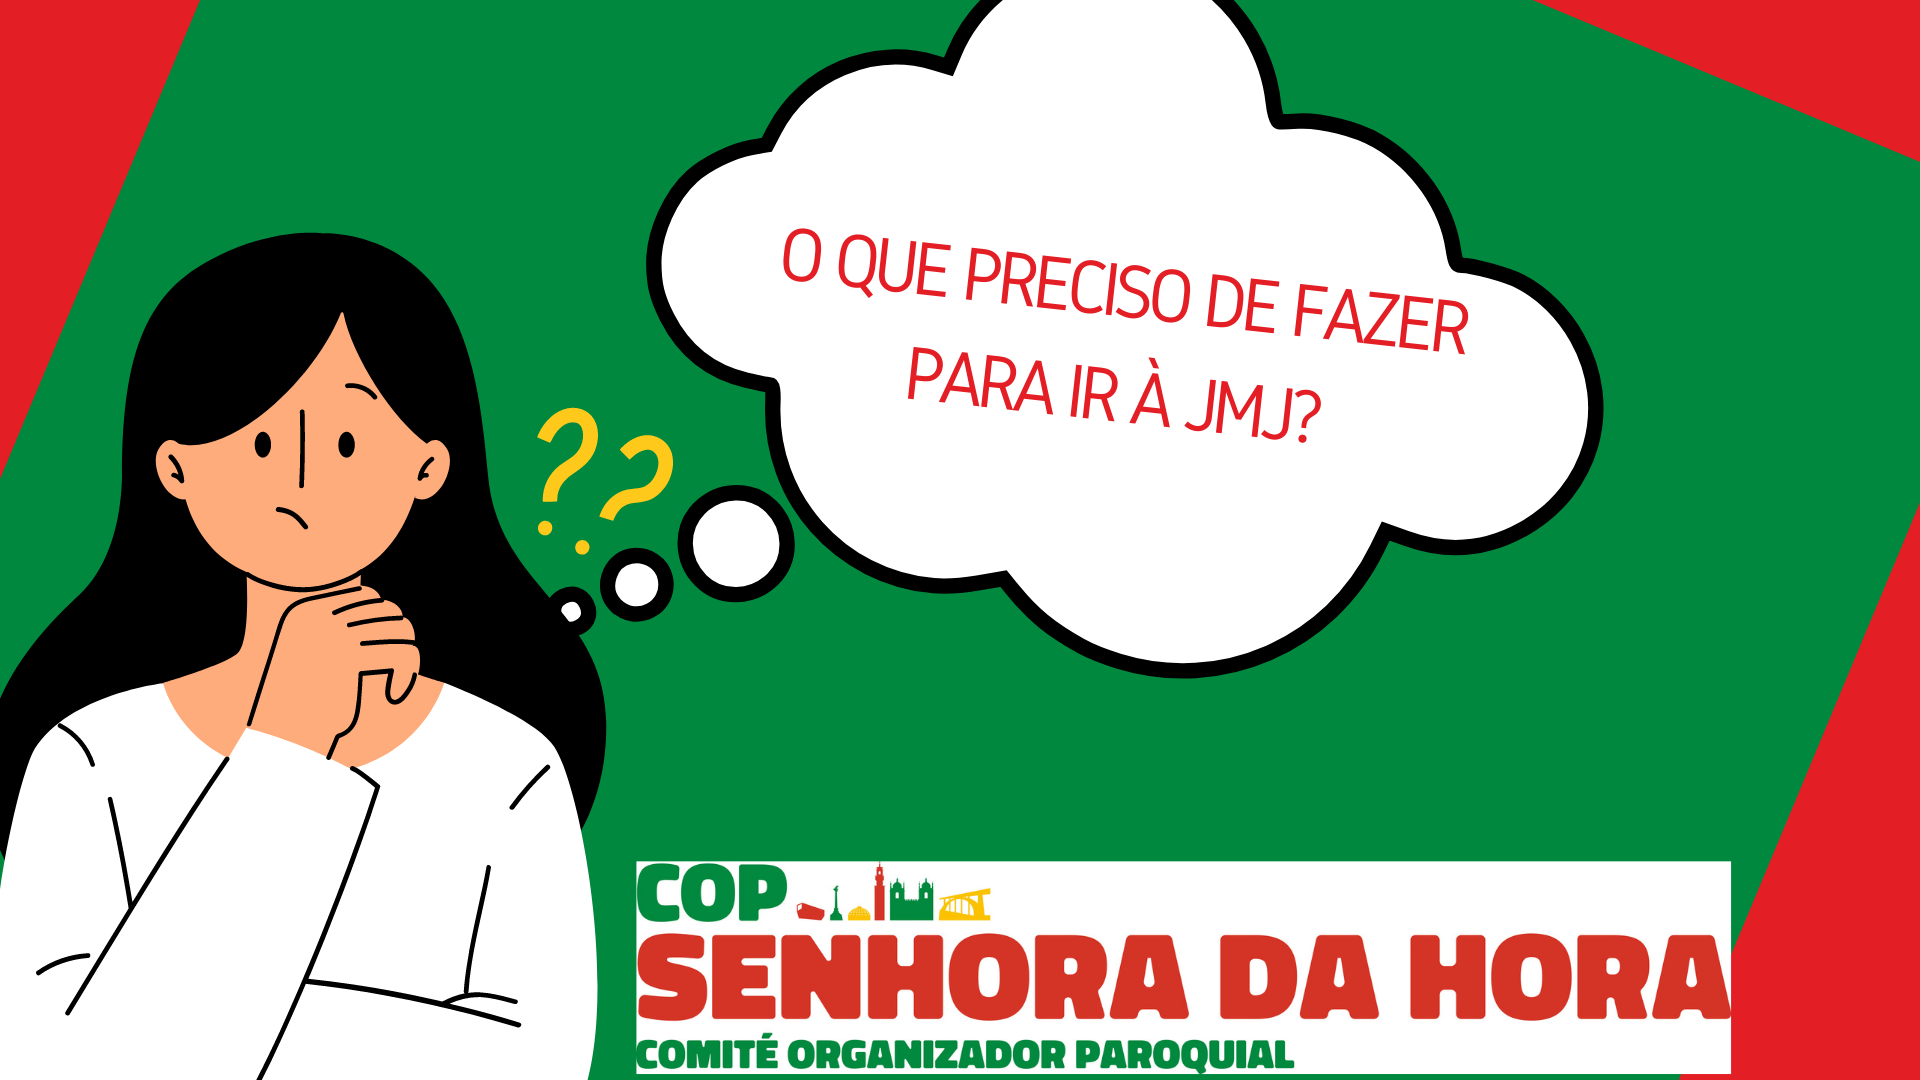 O QUE PRECISO DE FAZER
PARA IR À JMJ?
??
COP
SENHORA DA HORA
COMITÉ ORGANIZADOR PAROQUIAL